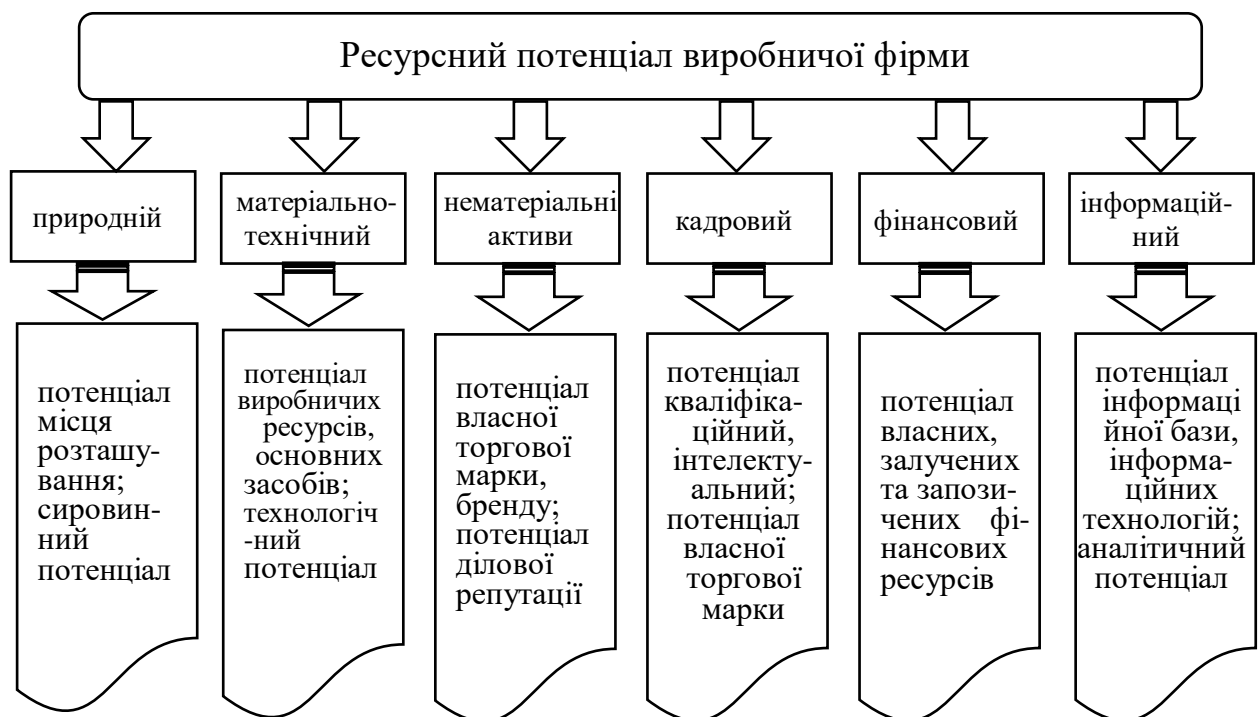 Ресурсний потенціал виробничої фірми
природній
матеріально-
технічний
нематеріальні
активи
кадровий
фінансовий
інформацій-
ний
потенціал
місця
розташу-
вання;
сировин-
ний
потенціал
потенціал
виробничих
ресурсів,
основних
засобів;
технологіч
-ний
потенціал
потенціал
власної
торгової
марки,
бренду;
потенціал
ділової
репутації
потенціал
кваліфіка-
ційний,
інтелекту-
альний;
потенціал
власної
торгової
марки
потенціал
власних,
залучених
та запози-
чених фі-
нансових
ресурсів
потенціал
інформаці
йної бази,
інформа-
ційних
технологій;
аналітичний
потенціал